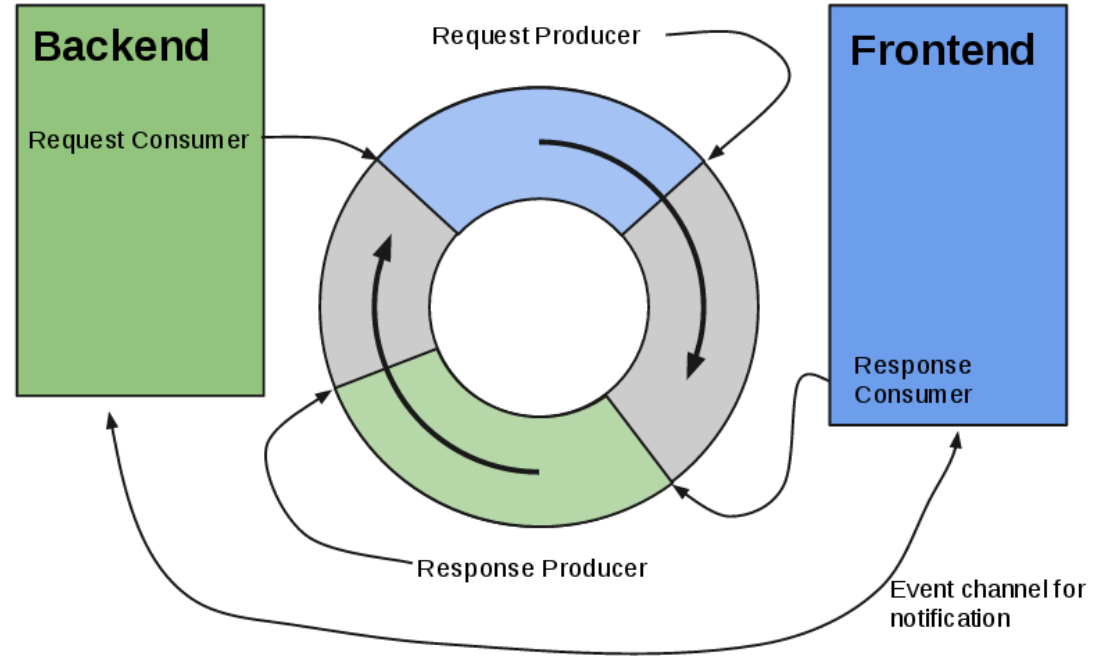 Backend
Request Producer
Frontend
Request Consumer
Response
Consumer
Response Producer
Event channel for
notification